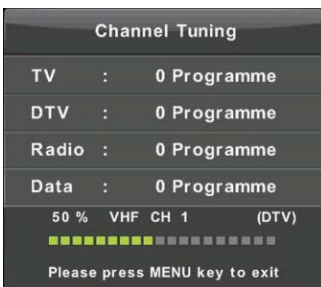 Channel Tuning
TV : 0 Programme
DTV : 0 Programme
Radio : 0 Programme
Data : 0 Programme
50 % VHF CH 1 (DTV)
Please press MENU key to exit